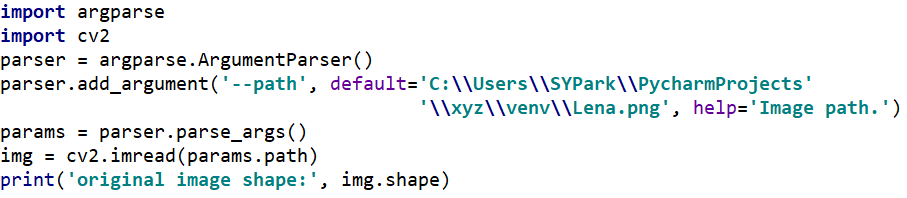 import argparse
import cv2
parser = argparse.ArgumentParser()
parser.add_argument('--path', default='C:\\Users\\SYPark\\PycharmProjects'
                                   '\\xyz\\venv\\Lena.png', help='Image path.')
params = parser.parse_args()
img = cv2.imread(params.path)
print('original image shape:', img.shape)